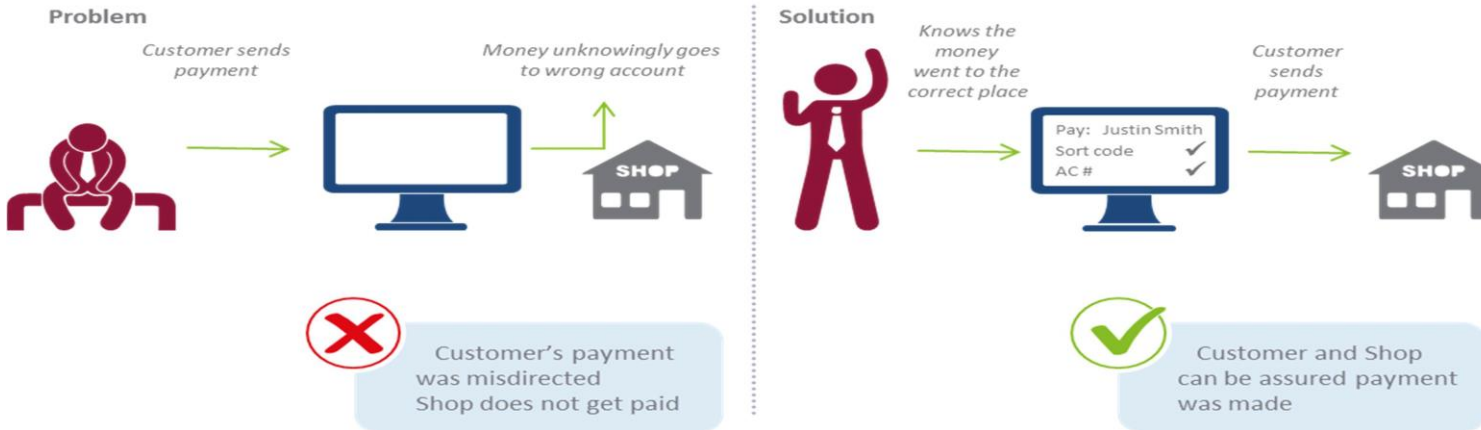 Problem
Customer sends
payment
Money unknowingly goes
to wrong account
SHOP
Customer's payment
was misdirected
Shop does not get paid
Solution
Knows the
money
went to the
correct place
Pay: Justin Smith
Sort code ✓
AC # ✓
Customer
sends
payment
SHOP
Customer and Shop
can be assured payment
was made